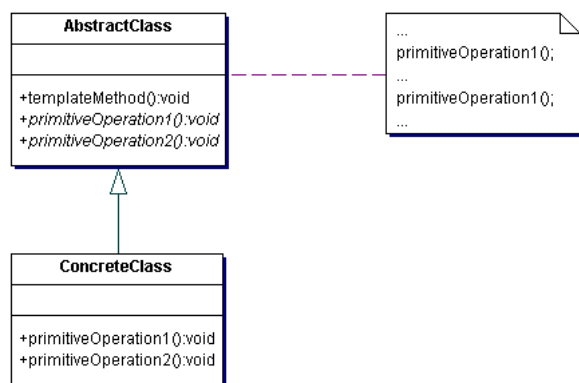 AbstractClass
+templateMethod():void
+primitiveOperation1():void
+primitiveOperation2():void
...
primitiveOperation1();
...
primitiveOperation1();
...
ConcreteClass
+primitiveOperation1():void
+primitiveOperation2():void